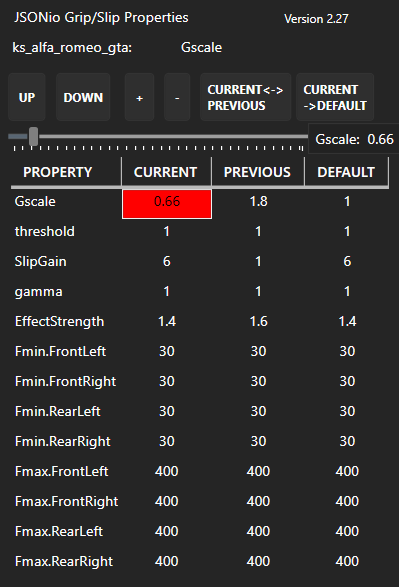 JSONio Grip/Slip Properties Version 2.27
ks_alfa_romeo_gta: Gscale
UP DOWN + - CURRENT<-> PREVIOUS CURRENT ->DEFAULT
Gscale: 0.66
PROPERTY CURRENT PREVIOUS DEFAULT
Gscale 0.66 1.8 1
threshold 1 1 1
SlipGain 6 1 6
gamma 1 1 1
EffectStrength 1.4 1.6 1.4
Fmin.FrontLeft 30 30 30
Fmin.FrontRight 30 30 30
Fmin.RearLeft 30 30 30
Fmin.RearRight 30 30 30
Fmax.FrontLeft 400 400 400
Fmax.FrontRight 400 400 400
Fmax.RearLeft 400 400 400
Fmax.RearRight 400 400 400